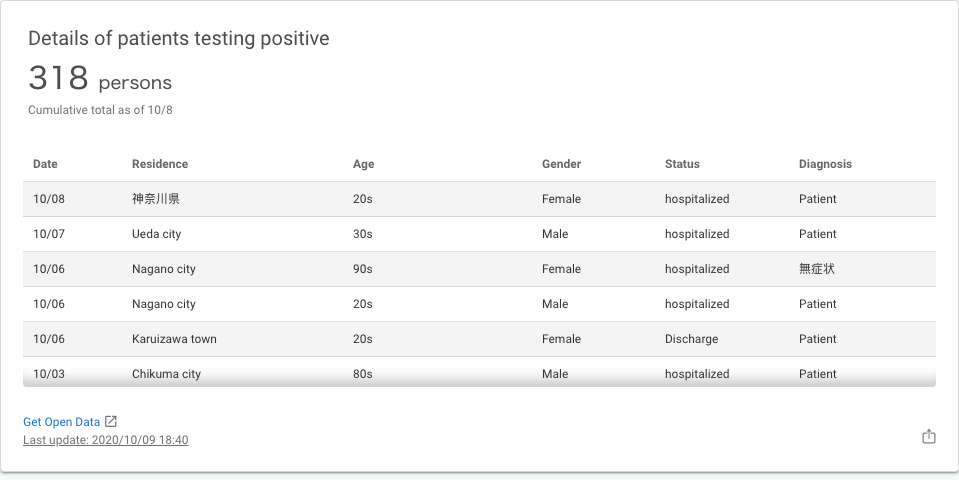 Details of patients testing positive
318 persons
Cumulative total as of 10/8
Date Residence Age Gender Status Diagnosis
10/08 神奈川県 20s Female hospitalized Patient
10/07 Ueda city 30s Male hospitalized Patient
10/06 Nagano city 90s Female hospitalized 無症状
10/06 Nagano city 20s Male hospitalized Patient
10/06 Karuizawa town 20s Female Discharge Patient
10/03 Chikuma city 80s Male hospitalized Patient
Get Open Data
Last update: 2020/10/09 18:40